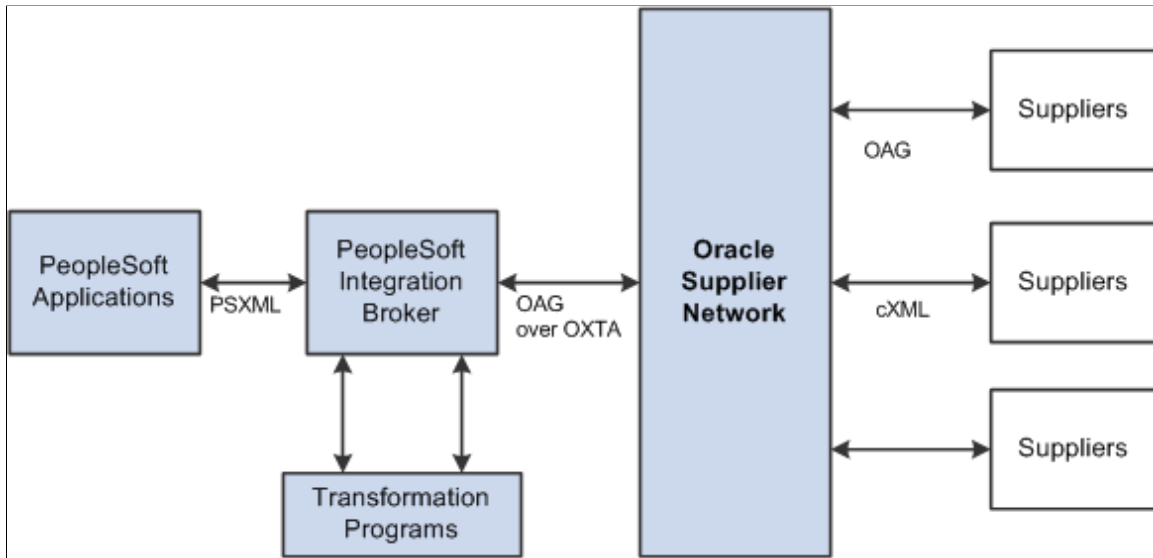 PeopleSoft
Applications
PSXML
PeopleSoft
Integration
Broker
OAG
over OXTA
Transformation
Programs
Oracle
Supplier
Network
OAG
Suppliers
cXML
Suppliers
Suppliers